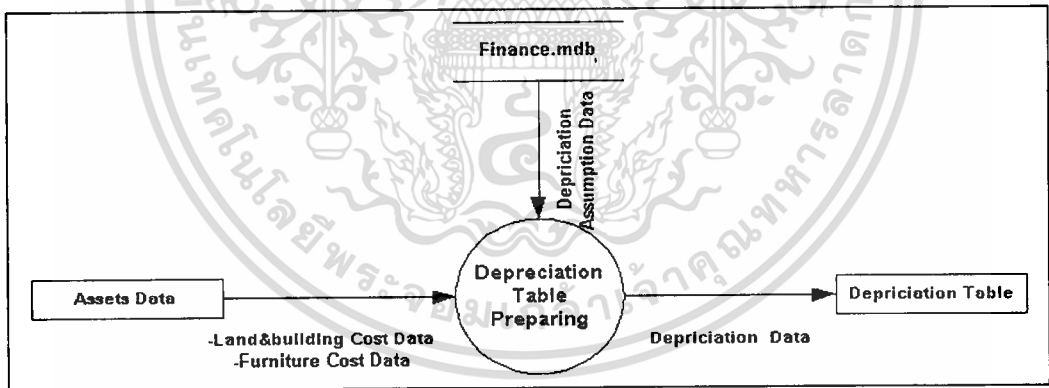 Finance.mdb
Depriciation
Assumption Data
Depreciation
Table
Preparing
Assets Data
-Land&building Cost Data
-Furniture Cost Data
Depriciation Data
Depriciation Table